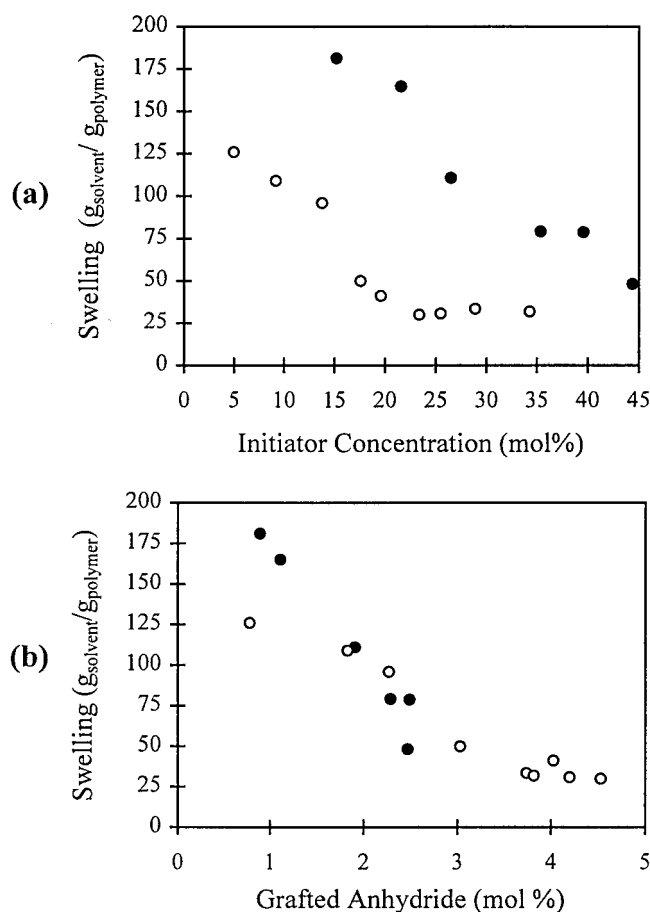 (a)
Swelling (gsolvent/ gpolymer)
200
175
150
125
100
75
50
25
0
0 5 10 15 20 25 30 35 40 45
Initiator Concentration (mol%)
(b)
Swelling (gsolvent/gpolymer)
200
175
150
125
100
75
50
25
0
0 1 2 3 4 5
Grafted Anhydride (mol %)